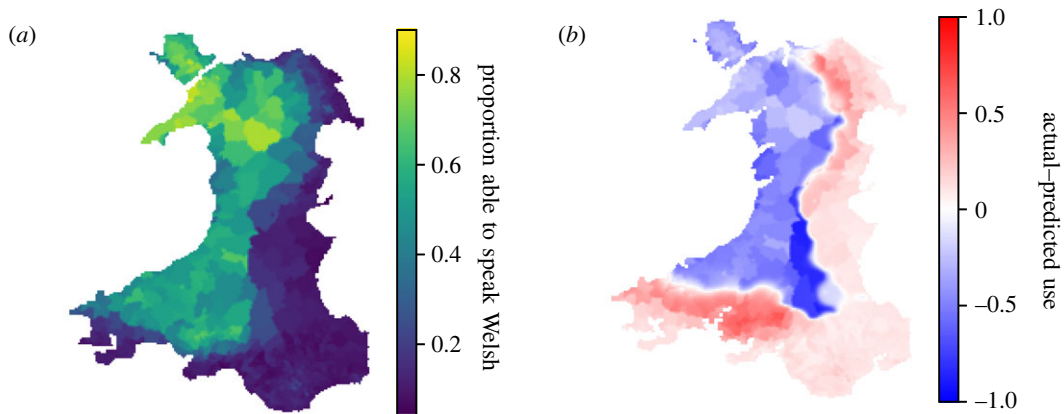 (a)
0.8
0.6
0.4
0.2
proportion able to speak Welsh
(b)
1.0
0.5
0
–0.5
–1.0
actual–predicted use